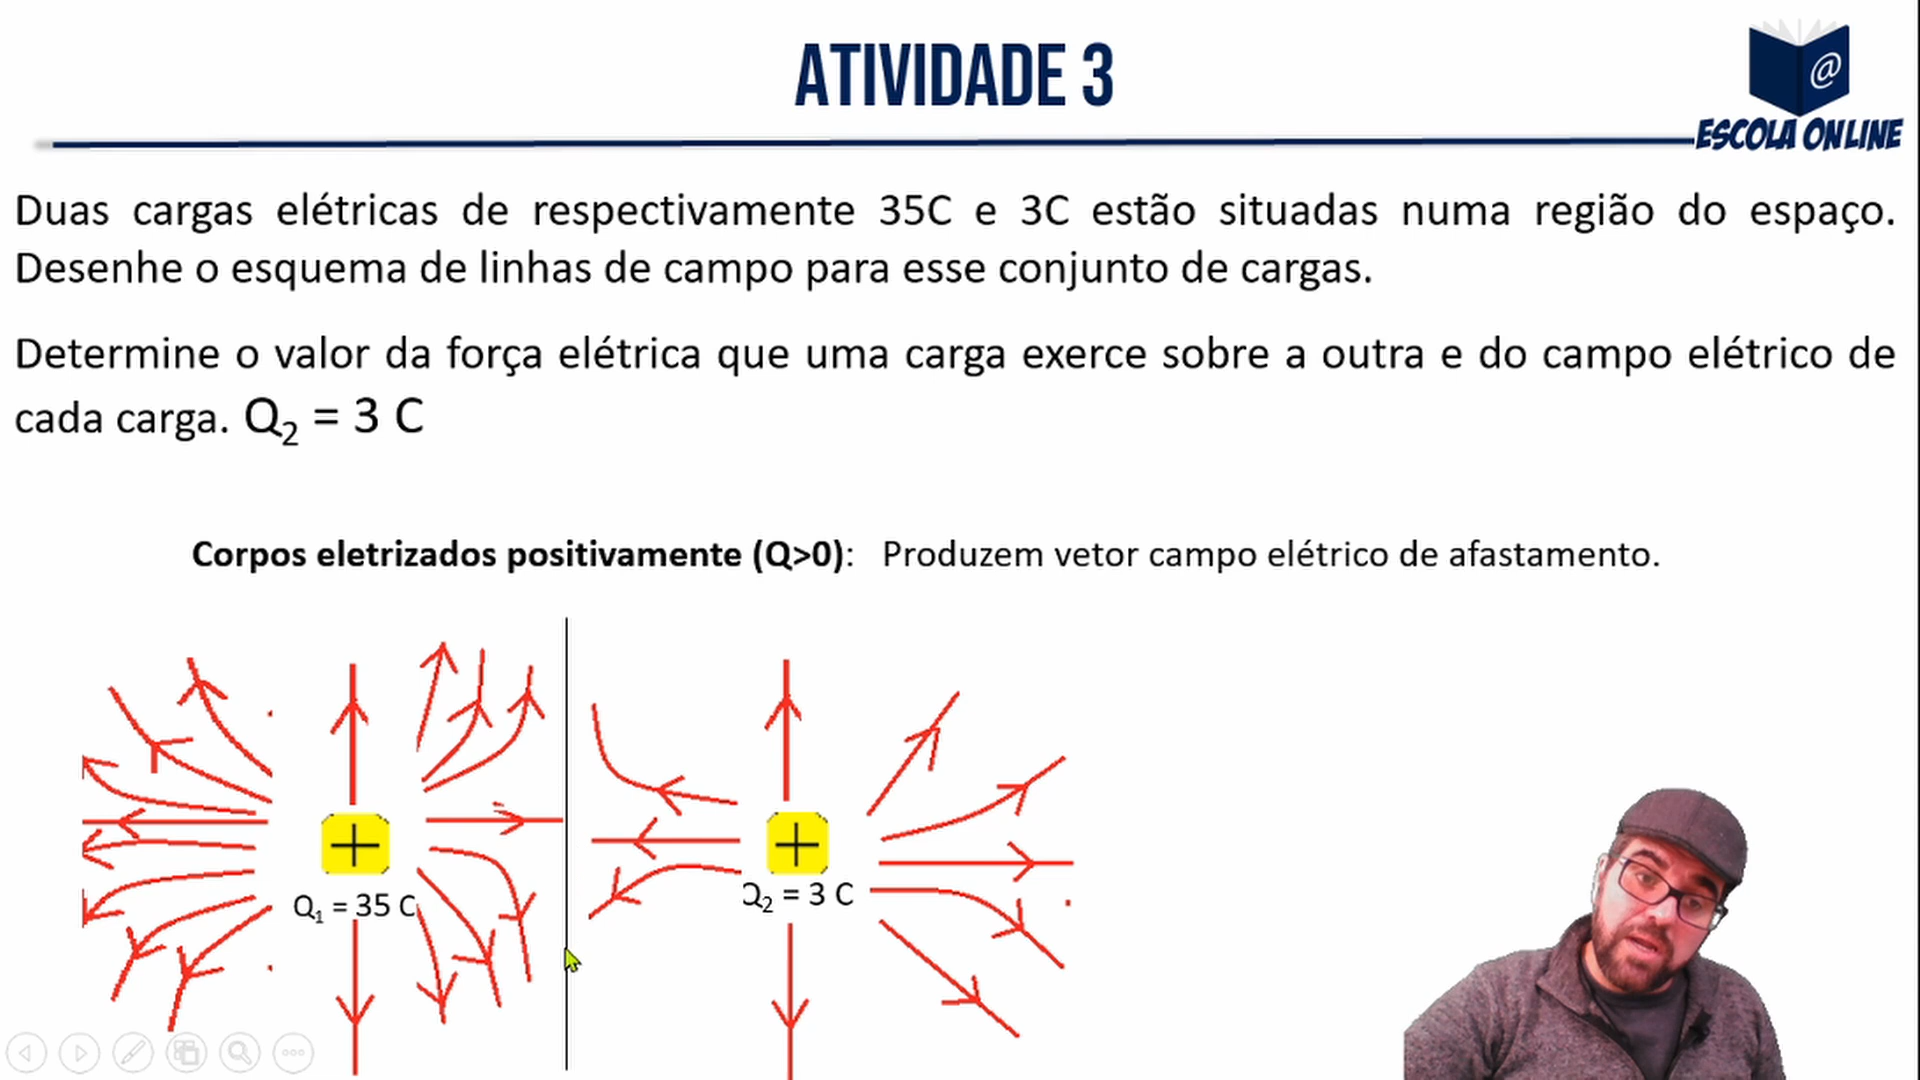 ATIVIDADE 3
@
ESCOLA ONLINE
Duas cargas elétricas de respectivamente 35C e 3C estão situadas numa região do espaço.
Desenhe o esquema de linhas de campo para esse conjunto de cargas.
Determine o valor da força elétrica que uma carga exerce sobre a outra e do campo elétrico de
cada carga. Q₂ = 3 C
Corpos eletrizados positivamente (Q>0): Produzem vetor campo elétrico de afastamento.
+
+
Q₁ = 35 C
Q₂ = 3 C